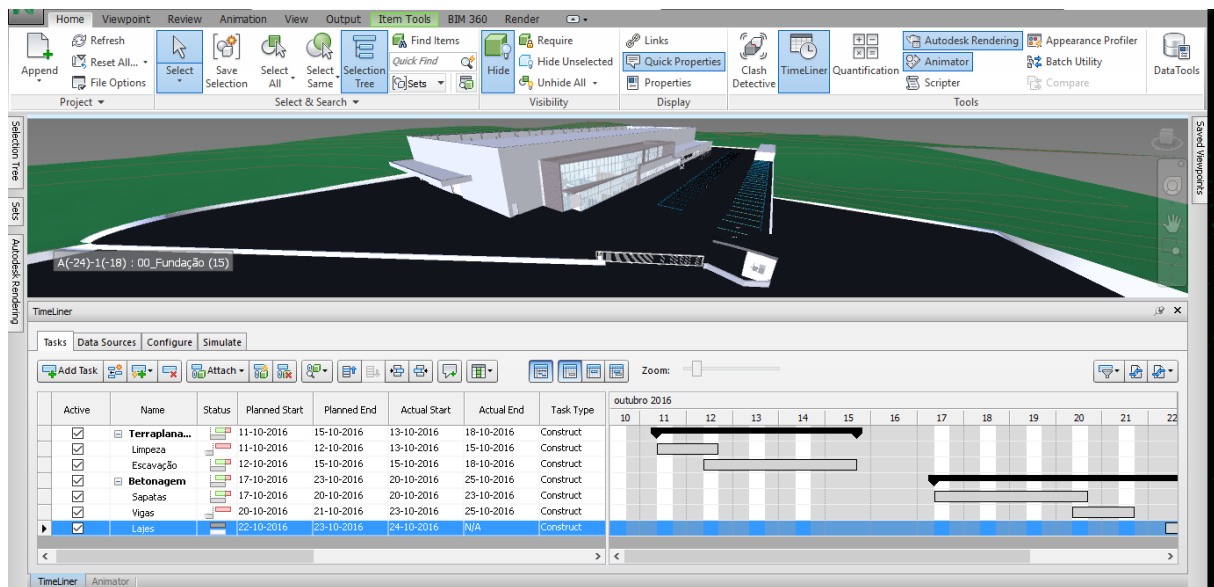 Home Viewpoint Review Animation View Output Item Tools BIM 360 Render
Append
Refresh
Reset All...
File Options
Project
Select
Save Selection
Select All
Select Same
Selection Tree
Find Items
Quick Find
Sets
Select & Search
Hide
Require
Hide Unselected
Unhide All
Visibility
Links
Quick Properties
Properties
Display
Clash Detective
TimeLiner
Quantification
Autodesk Rendering
Animator
Scripter
Appearance Profiler
Batch Utility
Compare
Tools
DataTools
Selection Tree
Sets
Autodesk Rendering
Saved Viewpoints
A(-24)-1(-18) : 00_Fundação (15)
TimeLiner
Tasks Data Sources Configure Simulate
Add Task Attach Zoom:
Active Name Status Planned Start Planned End Actual Start Actual End Task Type
outubro 2016
10 11 12 13 14 15 16 17 18 19 20 21 22
Terraplana... 11-10-2016 15-10-2016 13-10-2016 18-10-2016 Construct
Limpeza 11-10-2016 12-10-2016 13-10-2016 15-10-2016 Construct
Escavação 12-10-2016 15-10-2016 15-10-2016 18-10-2016 Construct
Betonagem 17-10-2016 23-10-2016 20-10-2016 25-10-2016 Construct
Sapatas 17-10-2016 20-10-2016 20-10-2016 23-10-2016 Construct
Vigas 20-10-2016 21-10-2016 23-10-2016 25-10-2016 Construct
Lajes 22-10-2016 23-10-2016 24-10-2016 N/A Construct
TimeLiner Animator